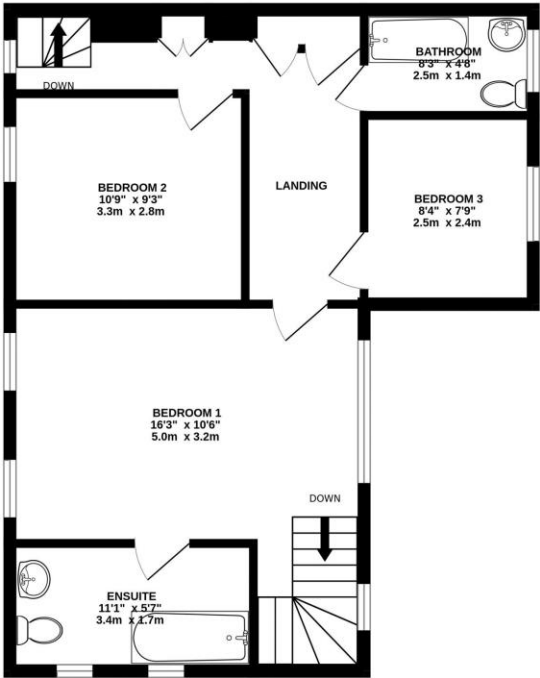 BATHROOM
8'3" x 4'8"
2.5m x 1.4m
DOWN
BEDROOM 2
10'9" x 9'3"
3.3m x 2.8m
LANDING
BEDROOM 3
8'4" x 7'9"
2.5m x 2.4m
BEDROOM 1
16'3" x 10'6"
5.0m x 3.2m
DOWN
ENSUITE
11'1" x 5'7"
3.4m x 1.7m